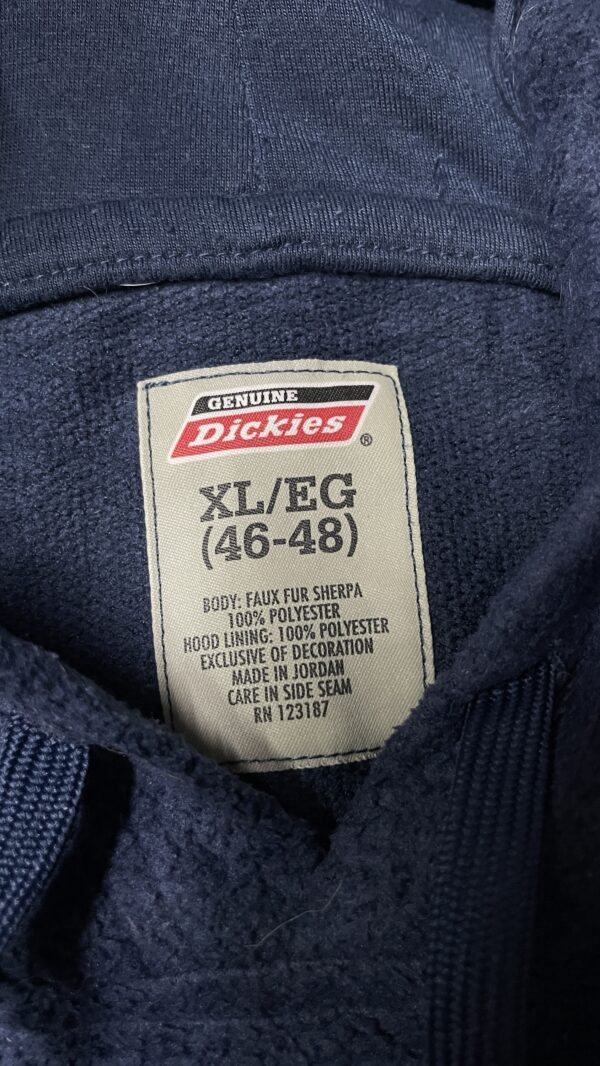 GENUINE
Dickies®
XL/EG
(46-48)
BODY: FAUX FUR SHERPA
100% POLYESTER
HOOD LINING: 100% POLYESTER
EXCLUSIVE OF DECORATION
MADE IN JORDAN
CARE IN SIDE SEAM
RN 123187